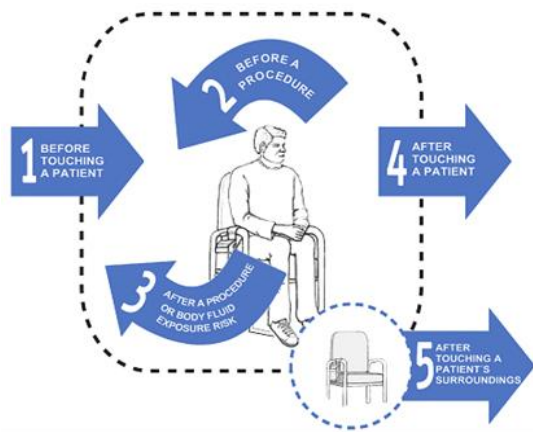 1 BEFORE
TOUCHING
A PATIENT
2 BEFORE A
PROCEDURE
3 AFTER A PROCEDURE
OR BODY FLUID
EXPOSURE RISK
4 AFTER
TOUCHING
A PATIENT
5 AFTER
TOUCHING A
PATIENT'S
SURROUNDINGS